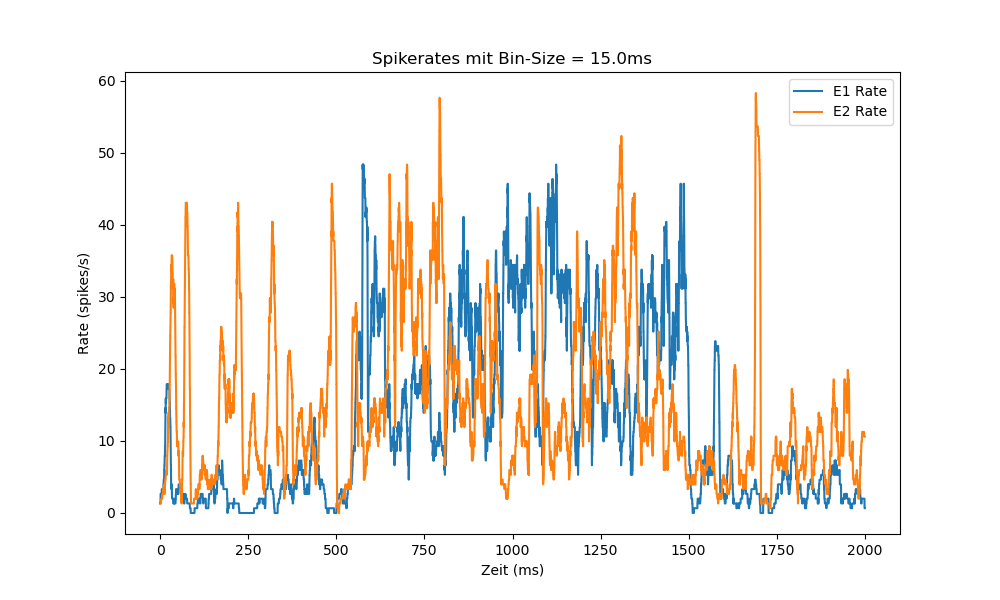 Spikerates mit Bin-Size = 15.0ms
E1 Rate
E2 Rate
60
50
40
30
20
10
0
Rate (spikes/s)
0 250 500 750 1000 1250 1500 1750 2000
Zeit (ms)